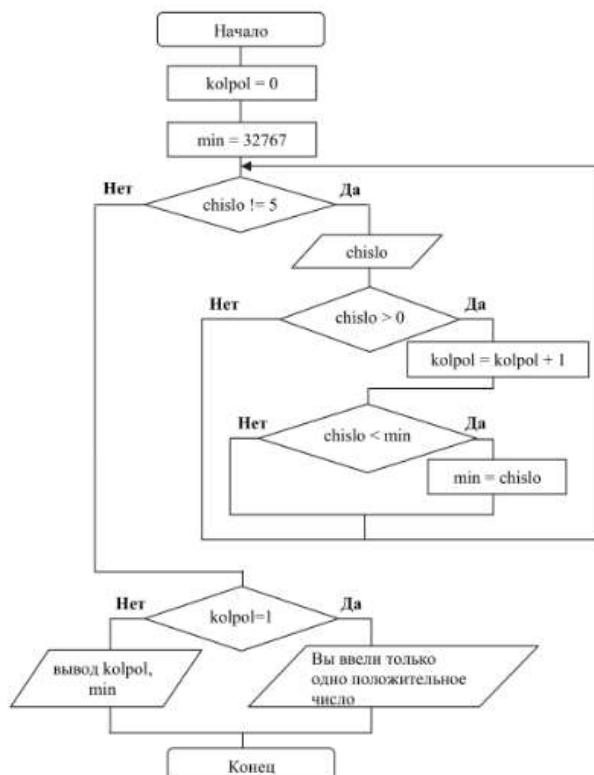 Начало
kolpol = 0
min = 32767
Нет
Да
chislo != 5
chislo
Нет
Да
chislo > 0
kolpol = kolpol + 1
Нет
Да
chislo < min
min = chislo
Нет
Да
kolpol=1
вывод kolpol,
min
Вы ввели только
одно положительное
число
Конец